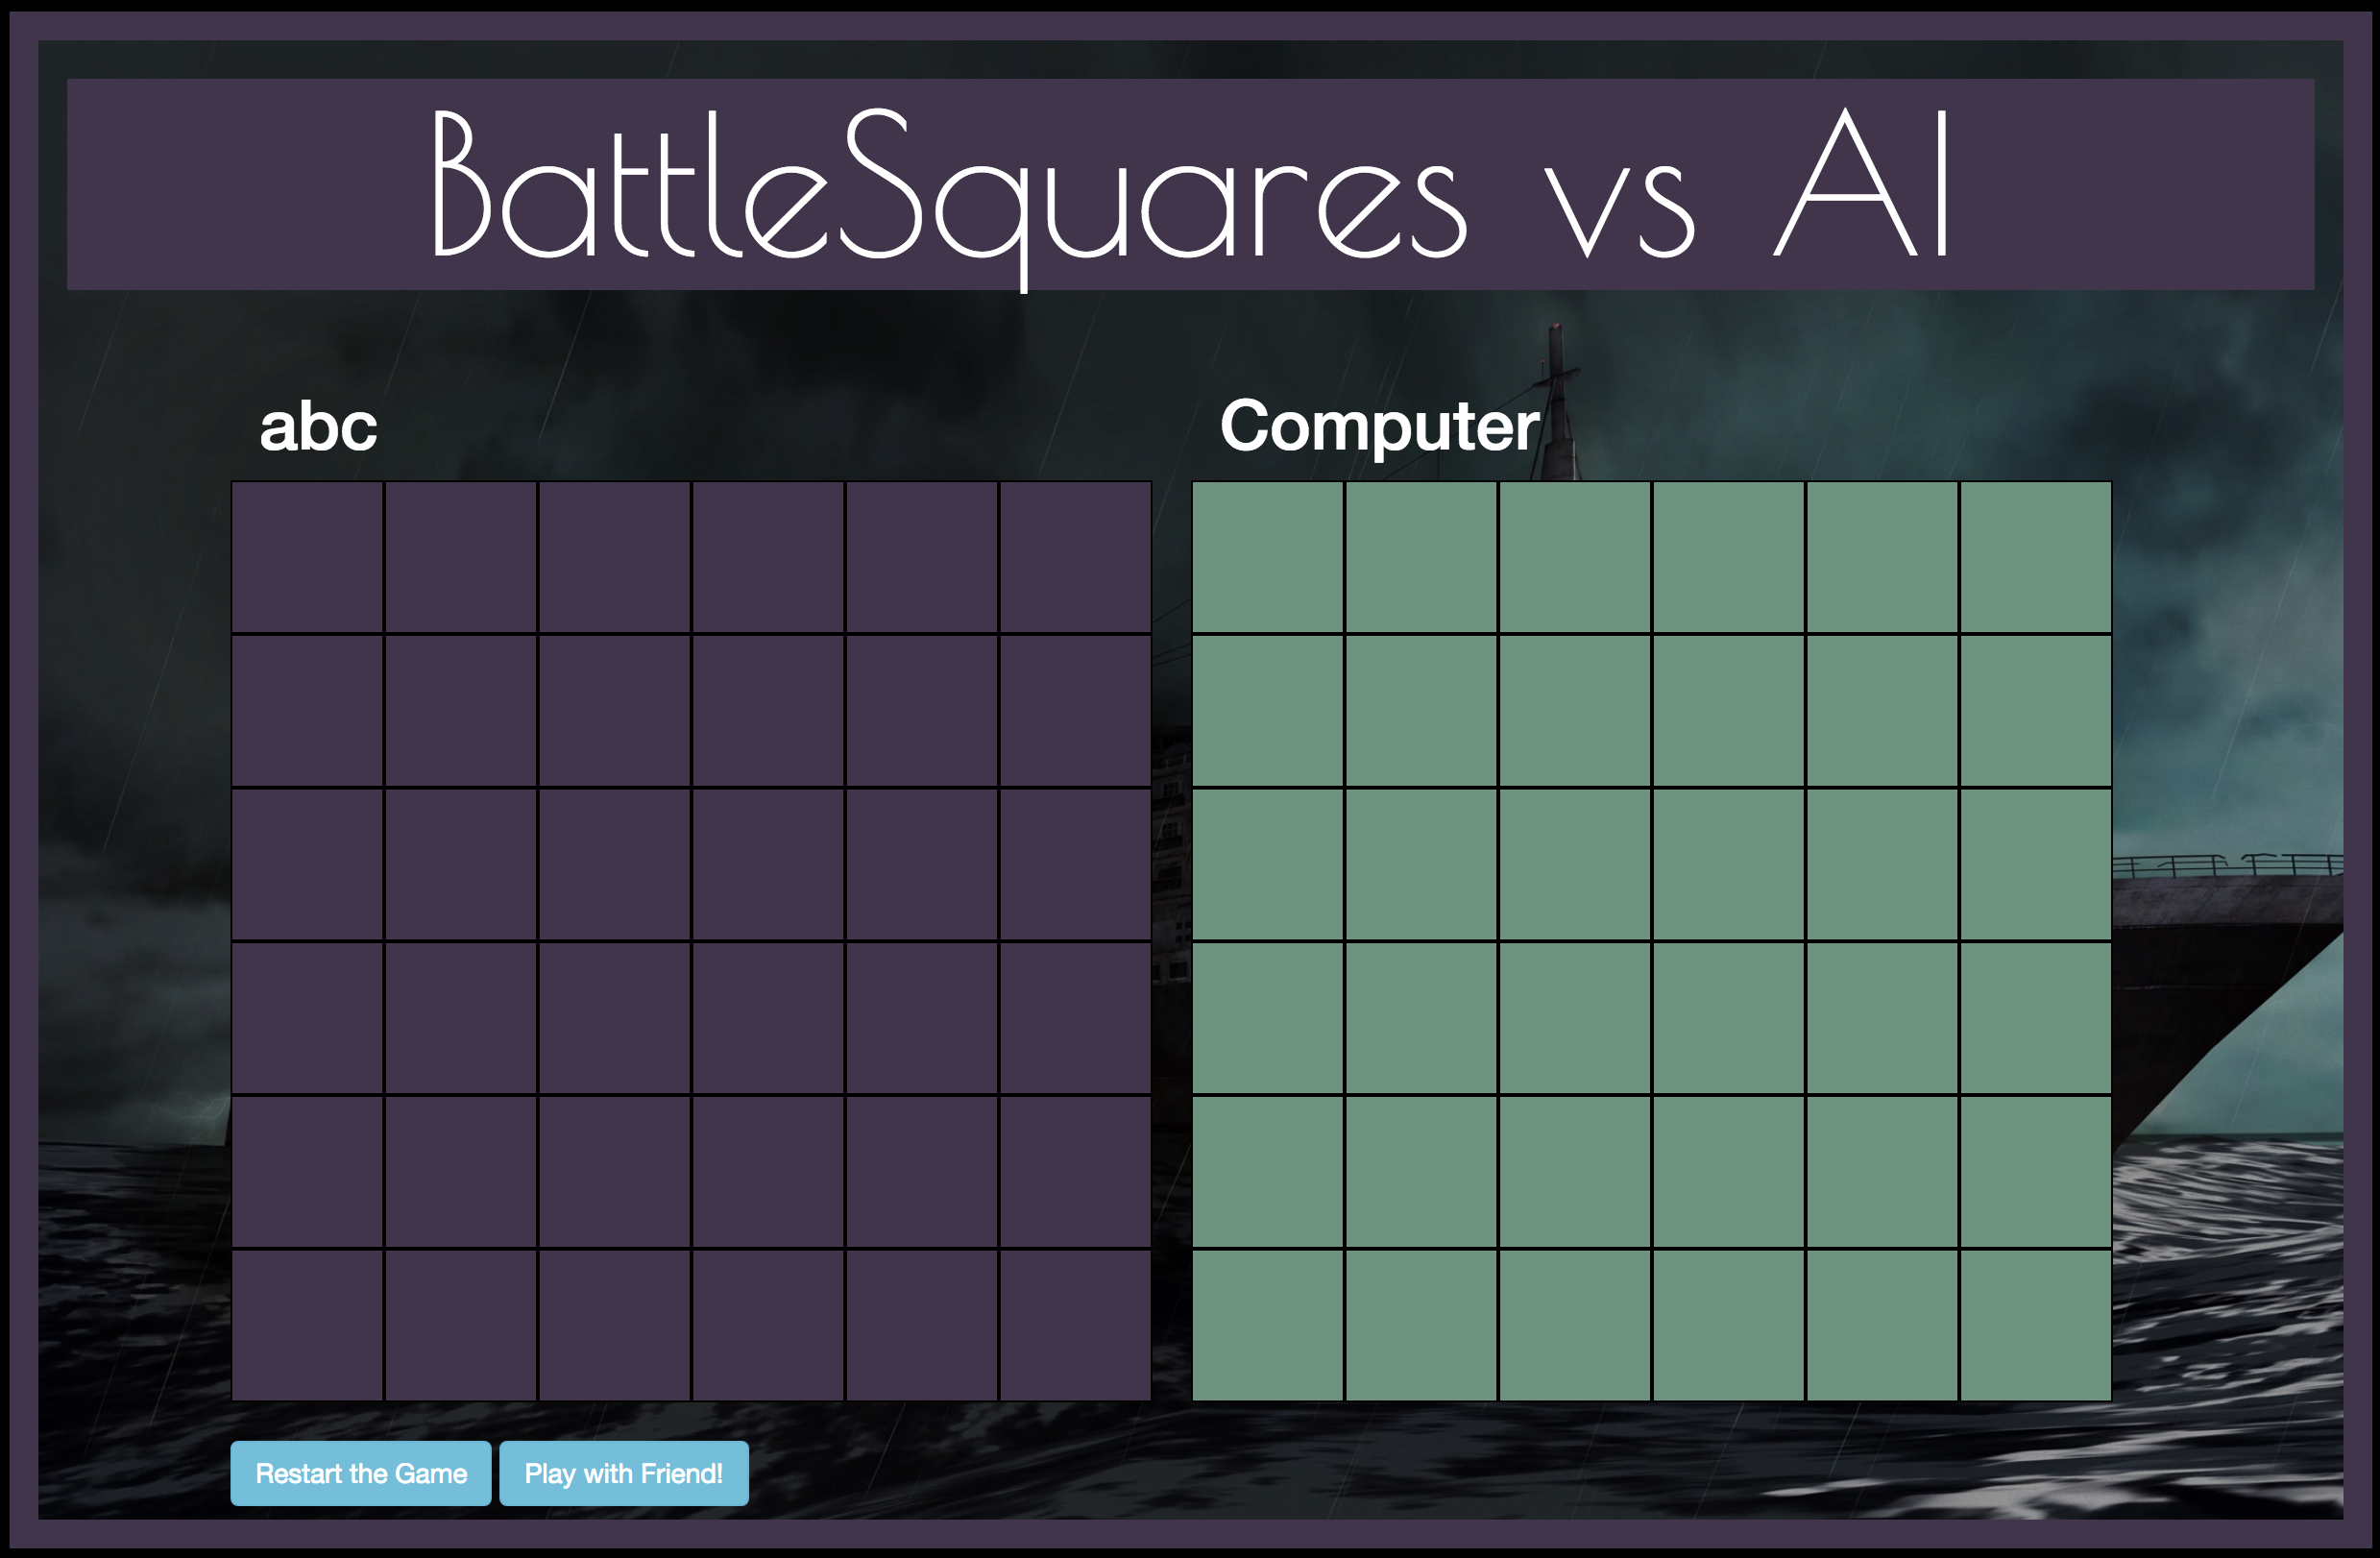 BattleSquares vs AI
abc
Computer
Restart the Game
Play with Friend!